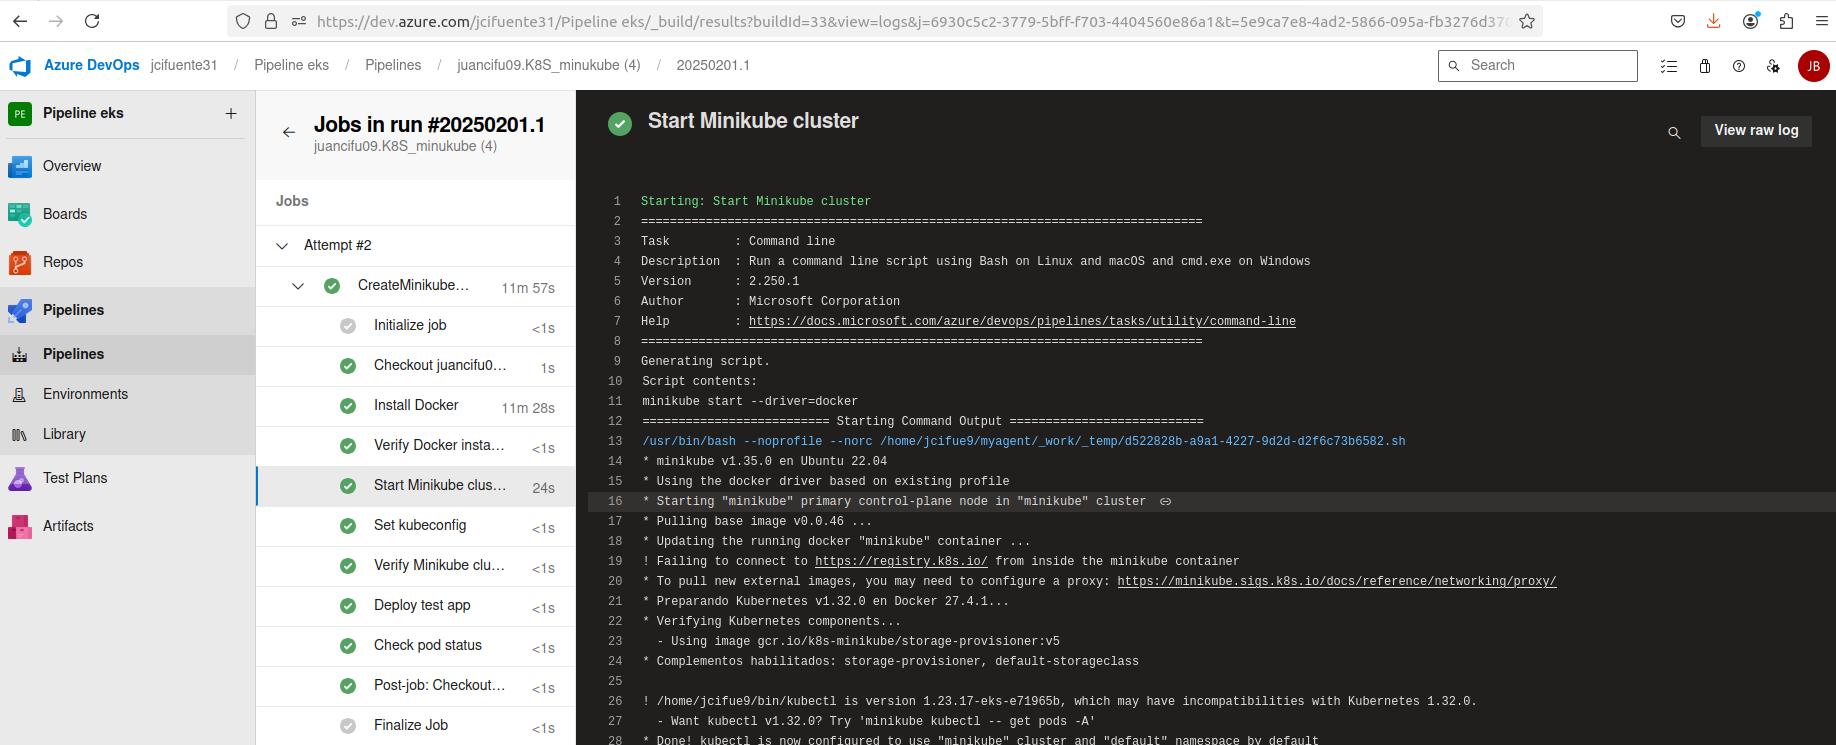 https://dev.azure.com/jcifuente31/Pipeline eks/_build/results?buildId=33&view=logs&j=6930c5c2-3779-5bff-f703-4404560e86a1&t=5e9ca7e8-4ad2-5866-095a-fb3276d370
Azure DevOps jcifuente31 / Pipeline eks / Pipelines / juancifu09.K8S_minukube (4) / 20250201.1
Search
JB
PE Pipeline eks +
Overview
Boards
Repos
Pipelines
Pipelines
Environments
Library
Test Plans
Artifacts
Jobs in run #20250201.1
juancifu09.K8S_minukube (4)
Jobs
Attempt #2
CreateMinikube... 11m 57s
Initialize job <1s
Checkout juancifu0... 1s
Install Docker 11m 28s
Verify Docker insta... <1s
Start Minikube clus... 24s
Set kubeconfig <1s
Verify Minikube clu... <1s
Deploy test app <1s
Check pod status <1s
Post-job: Checkout... <1s
Finalize Job <1s
Start Minikube cluster
View raw log
1 Starting: Start Minikube cluster
2 ==============================================================================
3 Task         : Command line
4 Description  : Run a command line script using Bash on Linux and macOS and cmd.exe on Windows
5 Version      : 2.250.1
6 Author       : Microsoft Corporation
7 Help         : https://docs.microsoft.com/azure/devops/pipelines/tasks/utility/command-line
8 ==============================================================================
9 Generating script.
10 Script contents:
11 minikube start --driver=docker
12 ========================== Starting Command Output ===========================
13 /usr/bin/bash --noprofile --norc /home/jcifue9/myagent/_work/_temp/d522828b-a9a1-4227-9d2d-d2f6c73b6582.sh
14 * minikube v1.35.0 en Ubuntu 22.04
15 * Using the docker driver based on existing profile
16 * Starting "minikube" primary control-plane node in "minikube" cluster
17 * Pulling base image v0.0.46 ...
18 * Updating the running docker "minikube" container ...
19 ! Failing to connect to https://registry.k8s.io/ from inside the minikube container
20 * To pull new external images, you may need to configure a proxy: https://minikube.sigs.k8s.io/docs/reference/networking/proxy/
21 * Preparando Kubernetes v1.32.0 en Docker 27.4.1...
22 * Verifying Kubernetes components...
23   - Using image gcr.io/k8s-minikube/storage-provisioner:v5
24 * Complementos habilitados: storage-provisioner, default-storageclass
25
26 ! /home/jcifue9/bin/kubectl is version 1.23.17-eks-e71965b, which may have incompatibilities with Kubernetes 1.32.0.
27   - Want kubectl v1.32.0? Try 'minikube kubectl -- get pods -A'
28 * Done! kubectl is now configured to use "minikube" cluster and "default" namespace by default